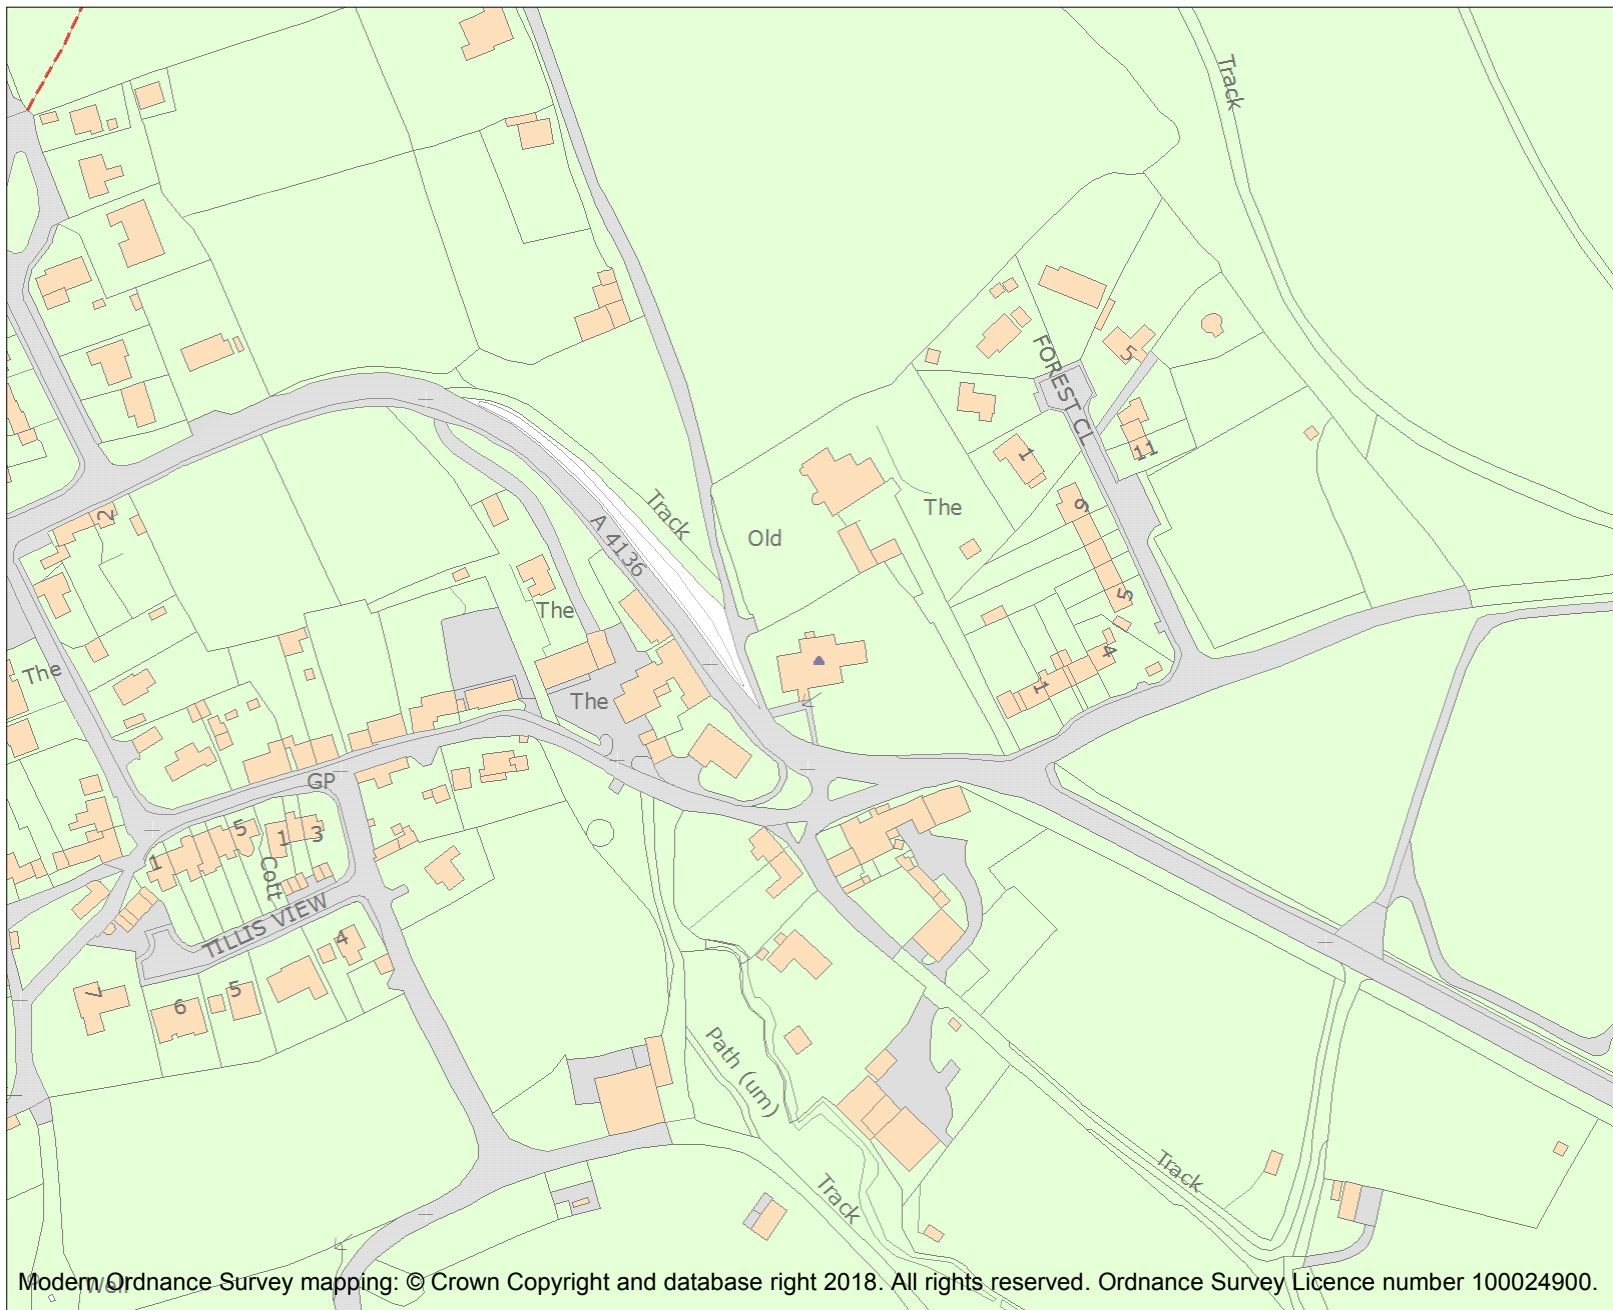 Track
FOREST CL
5
11
1
9
The
Old
Track
A 4136
2
5
The
The
4
1
The
GP
5
1
3
1
Cott
TILLIS VIEW
4
7
5
6
Path (um)
Track
Track
Well
Modern Ordnance Survey mapping: © Crown Copyright and database right 2018. All rights reserved. Ordnance Survey Licence number 100024900.